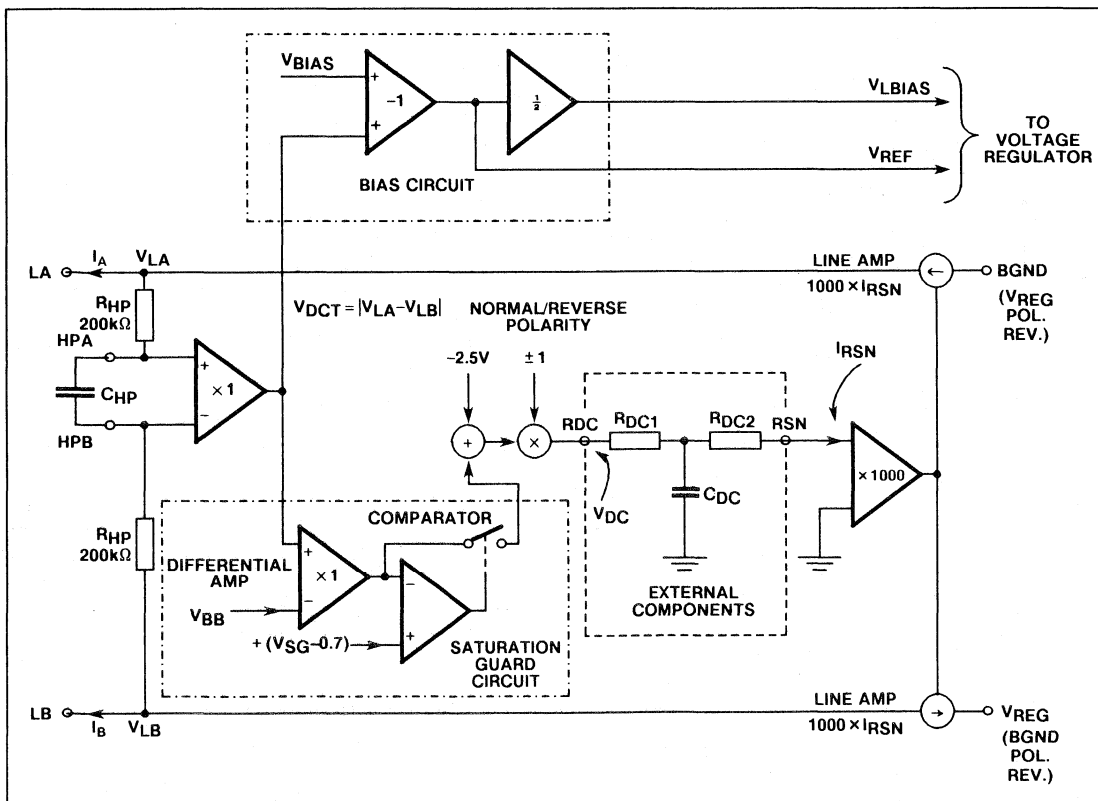 VBIAS
+
-1
+
½
VLBIAS
VREF
TO
VOLTAGE
REGULATOR
BIAS CIRCUIT
LA
IA
VLA
LINE AMP
1000 × IRSN
←
BGND
(VREG
POL.
REV.)
RHP
200kΩ
HPA
CHP
HPB
+
×1
-
VDCT = |VLA-VLB|
NORMAL/REVERSE
POLARITY
-2.5V
± 1
+
×
RDC
RDC1
RDC2
RSN
IRSN
VDC
CDC
×1000
EXTERNAL
COMPONENTS
RHP
200kΩ
COMPARATOR
DIFFERENTIAL
AMP
+
×1
-
VBB
-
+
+ (VSG-0.7)
SATURATION
GUARD
CIRCUIT
LB
IB
VLB
LINE AMP
1000 × IRSN
→
VREG
(BGND
POL.
REV.)